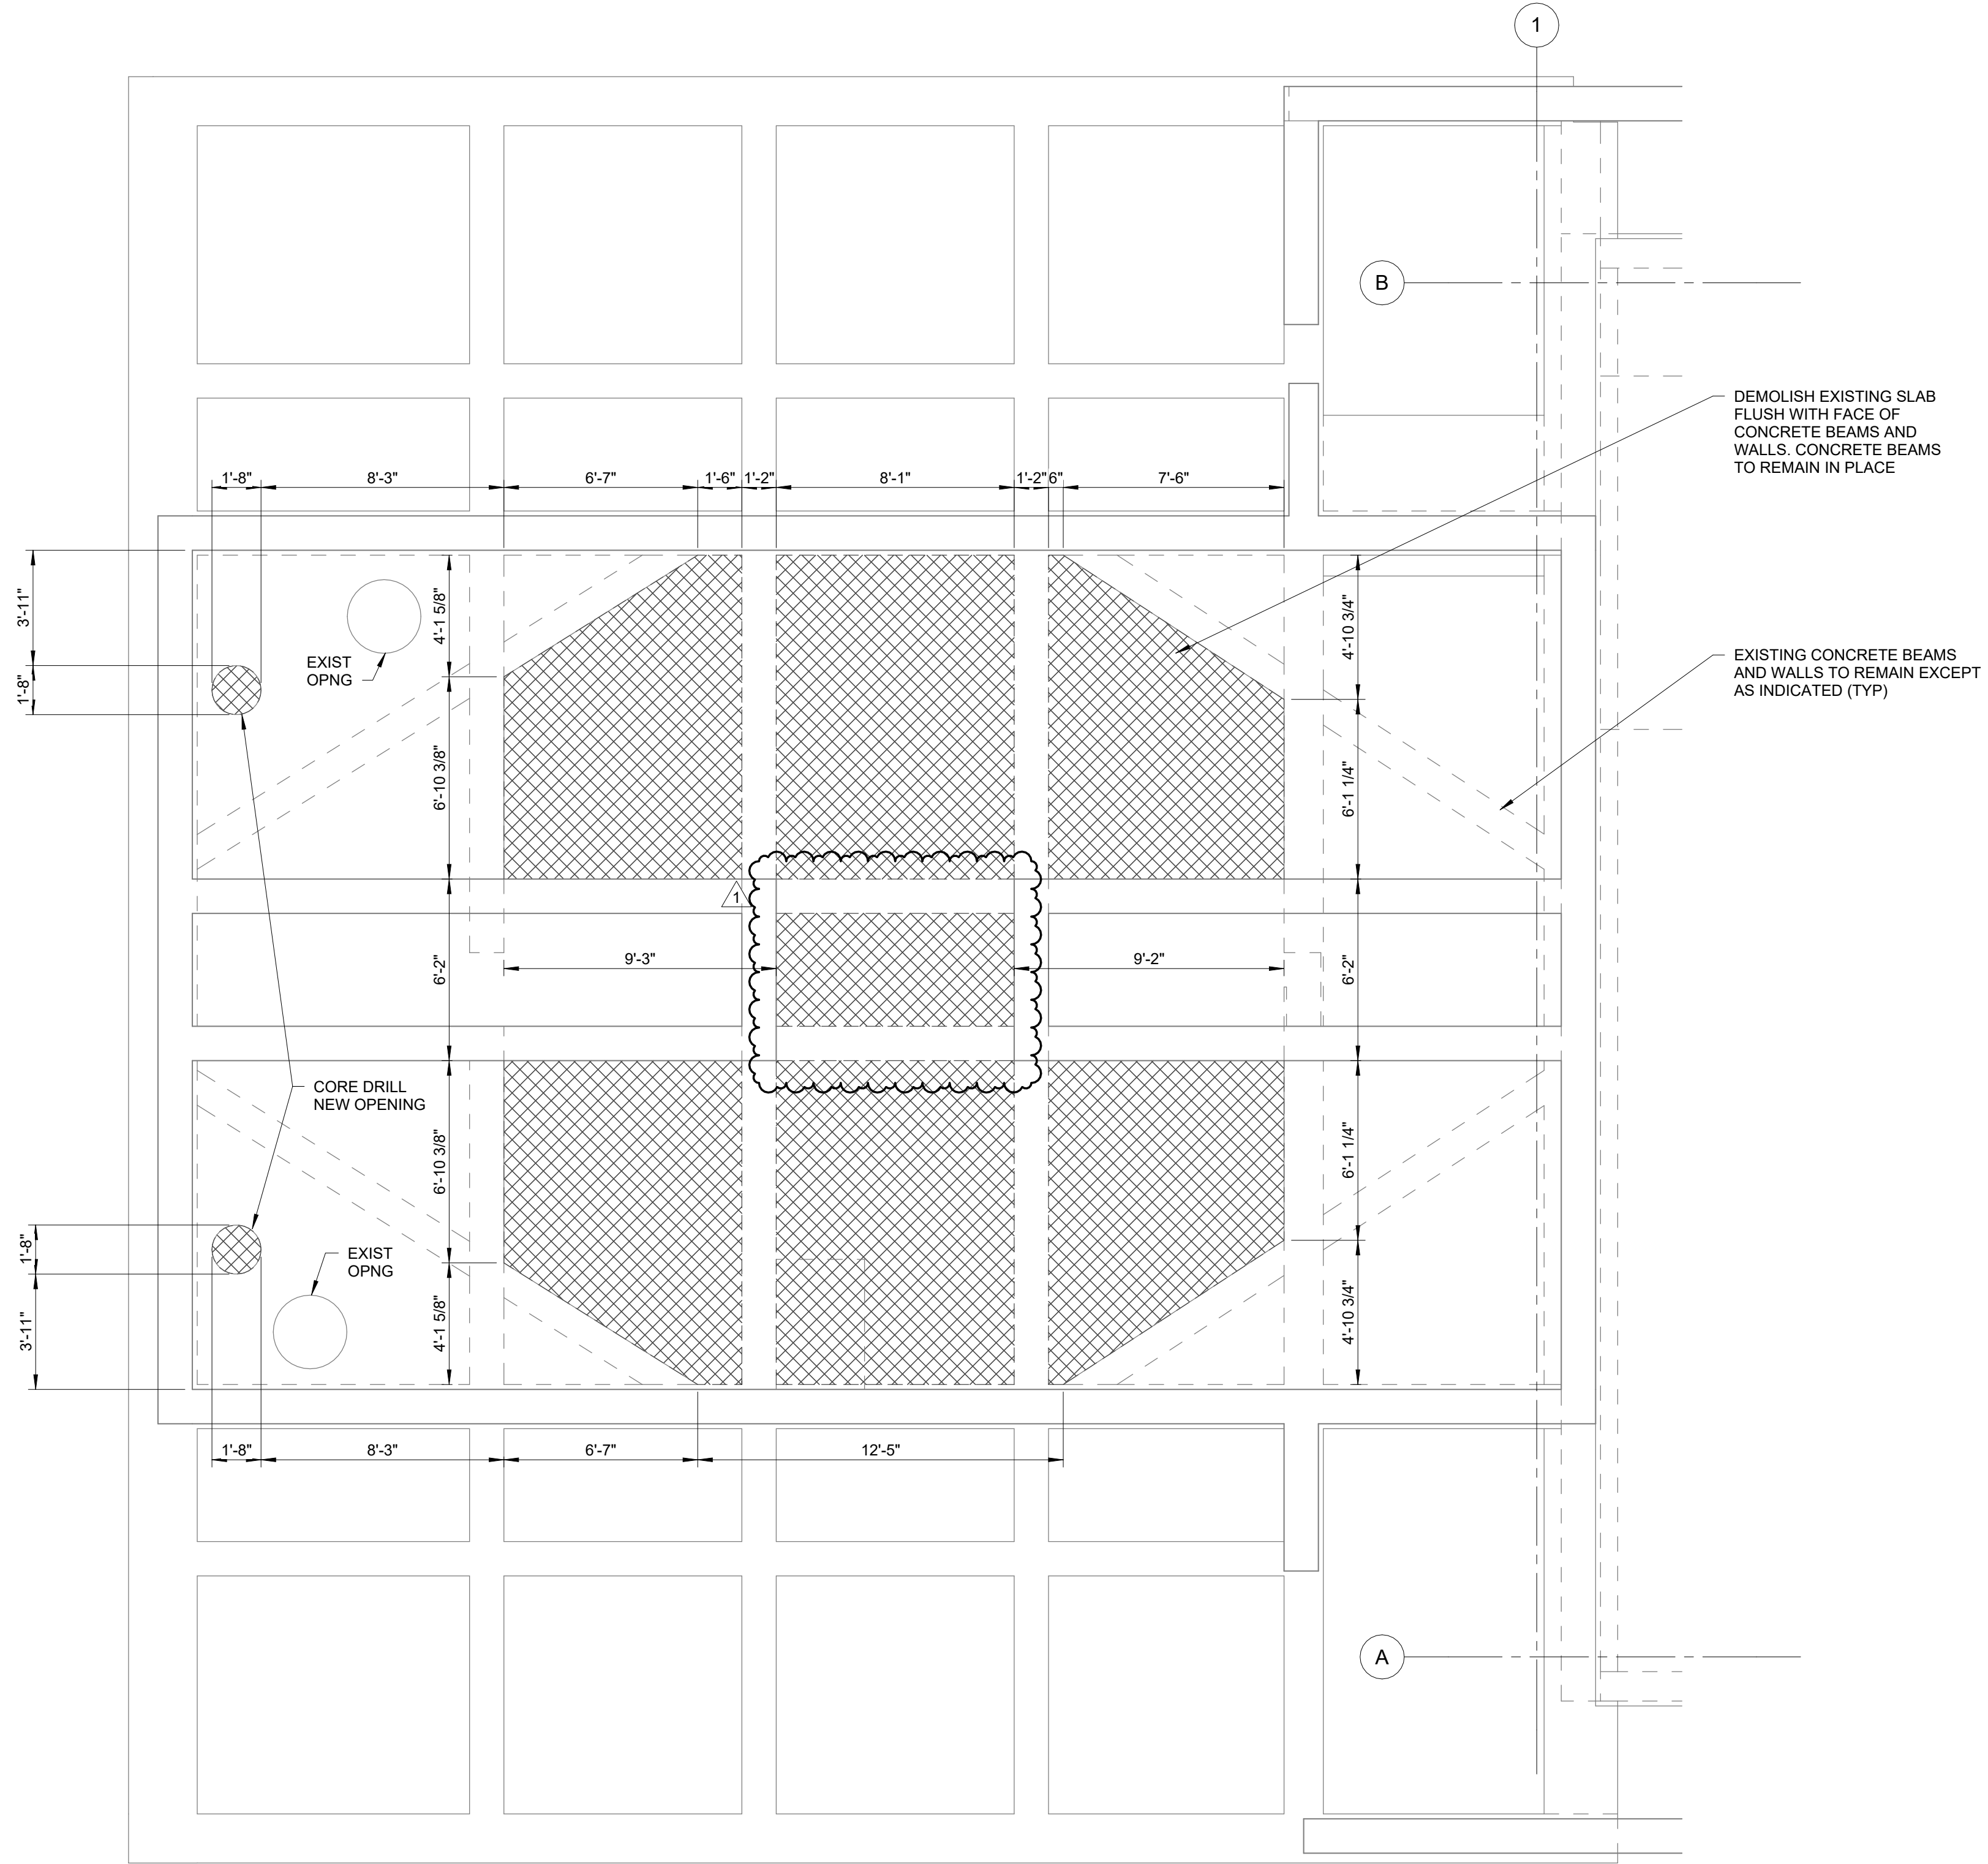 1
B
DEMOLISH EXISTING SLAB
FLUSH WITH FACE OF
CONCRETE BEAMS AND
WALLS. CONCRETE BEAMS
TO REMAIN IN PLACE
1'-8" 8'-3" 6'-7" 1'-6" 1'-2" 8'-1" 1'-2" 6" 7'-6"
3'-11"
1'-8"
EXIST
OPNG
4'-1 5/8"
6'-10 3/8"
4'-10 3/4"
6'-1 1/4"
EXISTING CONCRETE BEAMS
AND WALLS TO REMAIN EXCEPT
AS INDICATED (TYP)
1
6'-2"
9'-3"
9'-2"
6'-2"
CORE DRILL
NEW OPENING
6'-10 3/8"
4'-1 5/8"
6'-1 1/4"
4'-10 3/4"
1'-8"
3'-11"
EXIST
OPNG
1'-8" 8'-3" 6'-7" 12'-5"
A